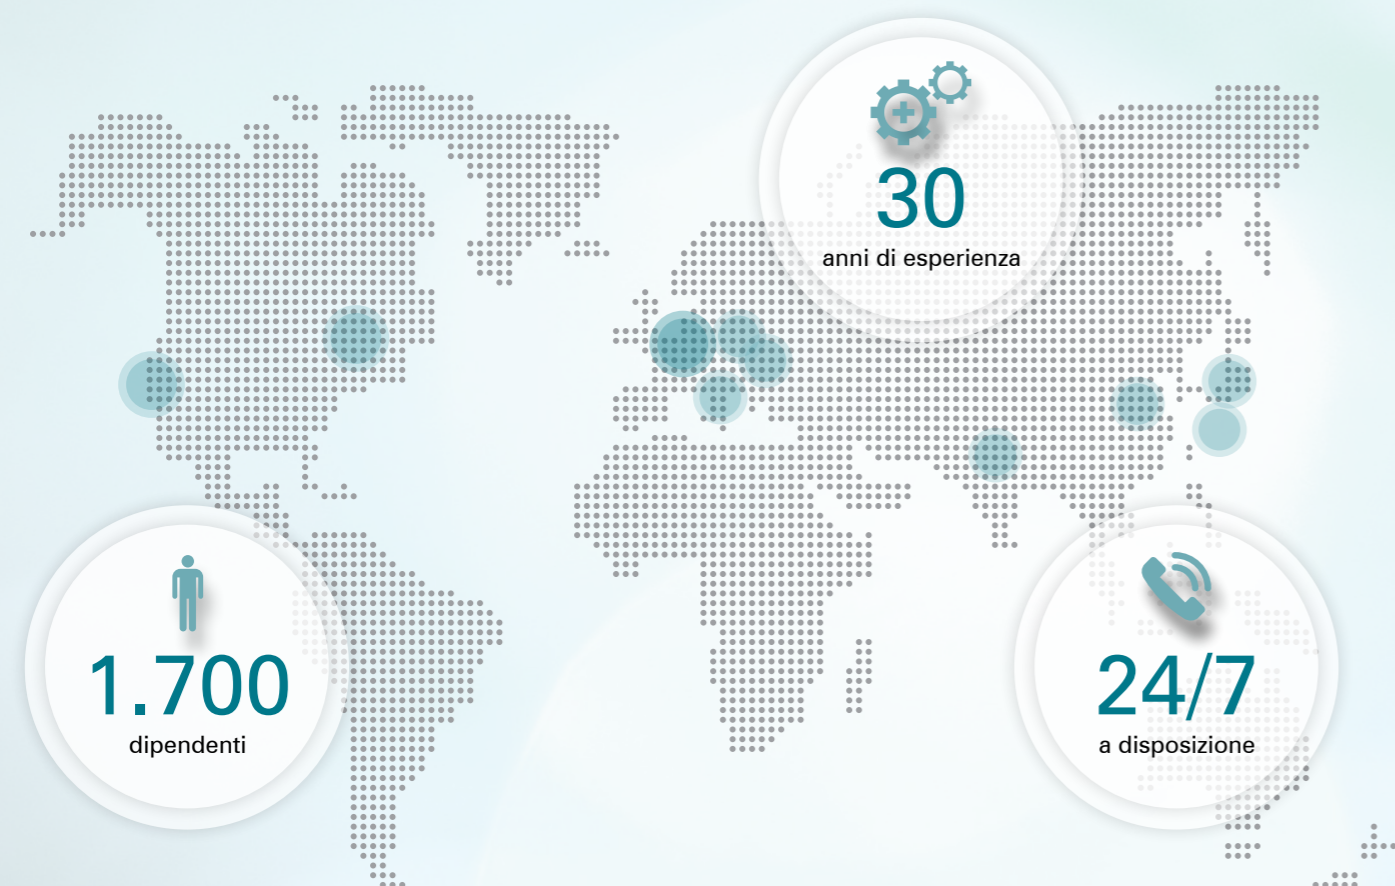 30
anni di esperienza
1.700
dipendenti
24/7
a disposizione